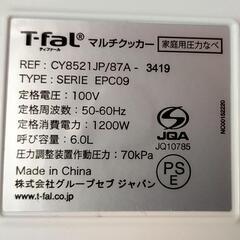 T-fal マルチクッカー 家庭用圧力なべ
ティファール
REF : CY8521JP/87A - 3419
TYPE : SERIE EPC09
定格電圧：100V
定格周波数：50-60Hz
定格消費電力：1200W
呼び容量：6.0L
圧力調整装置作動圧力：70kPa
Made in China
株式会社グループセブ ジャパン
www.t-fal.co.jp
JQA
JQ10785
PS
E
NC00152220